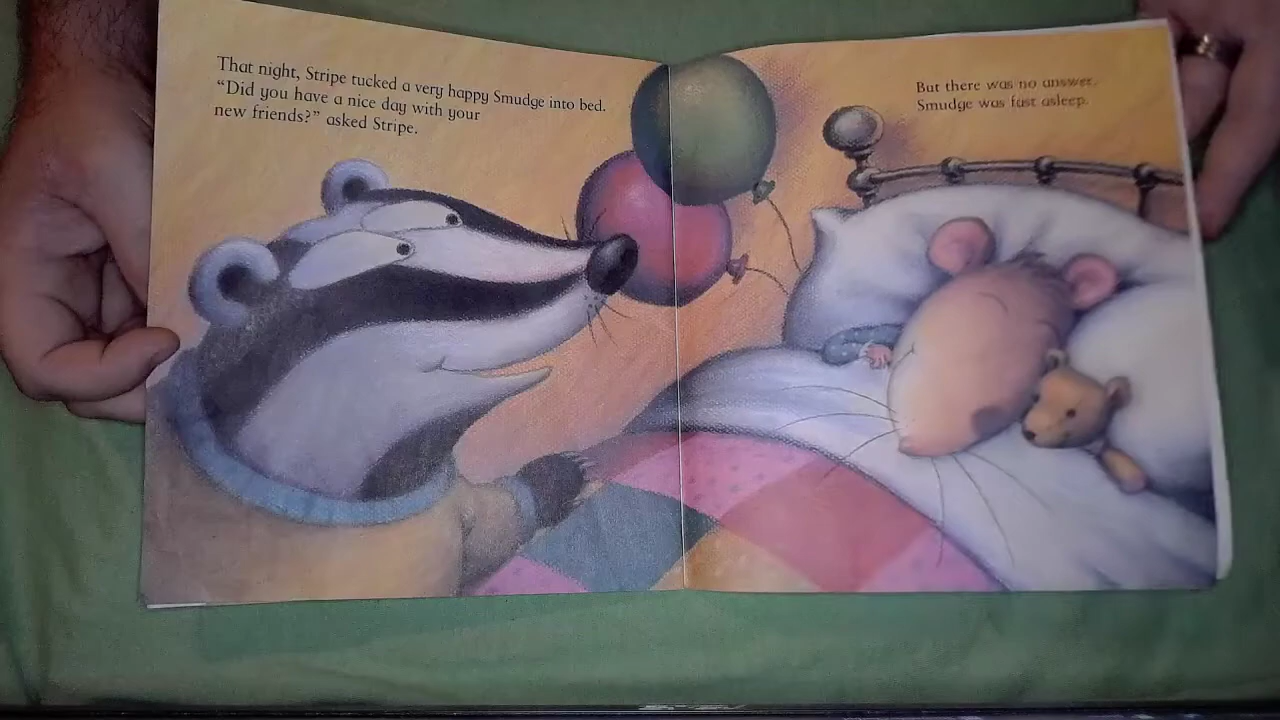 That night, Stripe tucked a very happy Smudge into bed.
“Did you have a nice day with your
new friends?” asked Stripe.
But there was no answer.
Smudge was fast asleep.